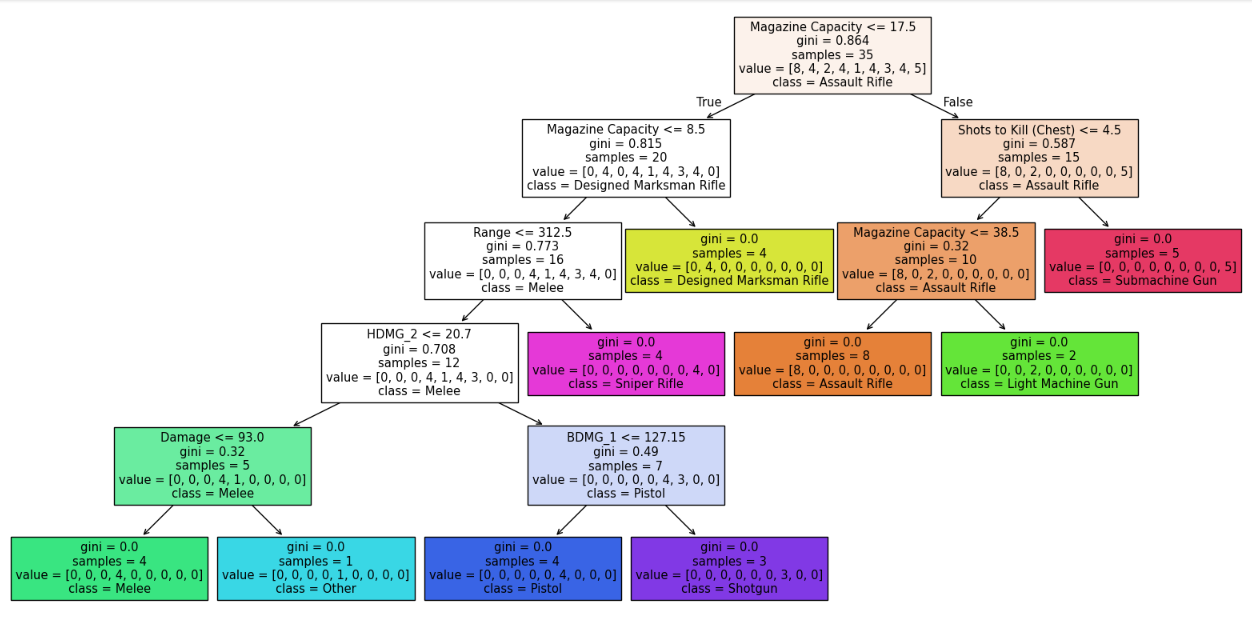 Magazine Capacity <= 17.5
gini = 0.864
samples = 35
value = [8, 4, 2, 4, 1, 4, 3, 4, 5]
class = Assault Rifle
True
False
Magazine Capacity <= 8.5
gini = 0.815
samples = 20
value = [0, 4, 0, 4, 1, 4, 3, 4, 0]
class = Designed Marksman Rifle
Shots to Kill (Chest) <= 4.5
gini = 0.587
samples = 15
value = [8, 0, 2, 0, 0, 0, 0, 0, 5]
class = Assault Rifle
Range <= 312.5
gini = 0.773
samples = 16
value = [0, 0, 0, 4, 1, 4, 3, 4, 0]
class = Melee
gini = 0.0
samples = 4
value = [0, 4, 0, 0, 0, 0, 0, 0, 0]
class = Designed Marksman Rifle
Magazine Capacity <= 38.5
gini = 0.32
samples = 10
value = [8, 0, 2, 0, 0, 0, 0, 0, 0]
class = Assault Rifle
gini = 0.0
samples = 5
value = [0, 0, 0, 0, 0, 0, 0, 0, 5]
class = Submachine Gun
HDMG_2 <= 20.7
gini = 0.708
samples = 12
value = [0, 0, 0, 4, 1, 4, 3, 0, 0]
class = Melee
gini = 0.0
samples = 4
value = [0, 0, 0, 0, 0, 0, 0, 4, 0]
class = Sniper Rifle
gini = 0.0
samples = 8
value = [8, 0, 0, 0, 0, 0, 0, 0, 0]
class = Assault Rifle
gini = 0.0
samples = 2
value = [0, 0, 2, 0, 0, 0, 0, 0, 0]
class = Light Machine Gun
Damage <= 93.0
gini = 0.32
samples = 5
value = [0, 0, 0, 4, 1, 0, 0, 0, 0]
class = Melee
BDMG_1 <= 127.15
gini = 0.49
samples = 7
value = [0, 0, 0, 0, 0, 4, 3, 0, 0]
class = Pistol
gini = 0.0
samples = 4
value = [0, 0, 0, 4, 0, 0, 0, 0, 0]
class = Melee
gini = 0.0
samples = 1
value = [0, 0, 0, 0, 1, 0, 0, 0, 0]
class = Other
gini = 0.0
samples = 4
value = [0, 0, 0, 0, 0, 4, 0, 0, 0]
class = Pistol
gini = 0.0
samples = 3
value = [0, 0, 0, 0, 0, 0, 3, 0, 0]
class = Shotgun